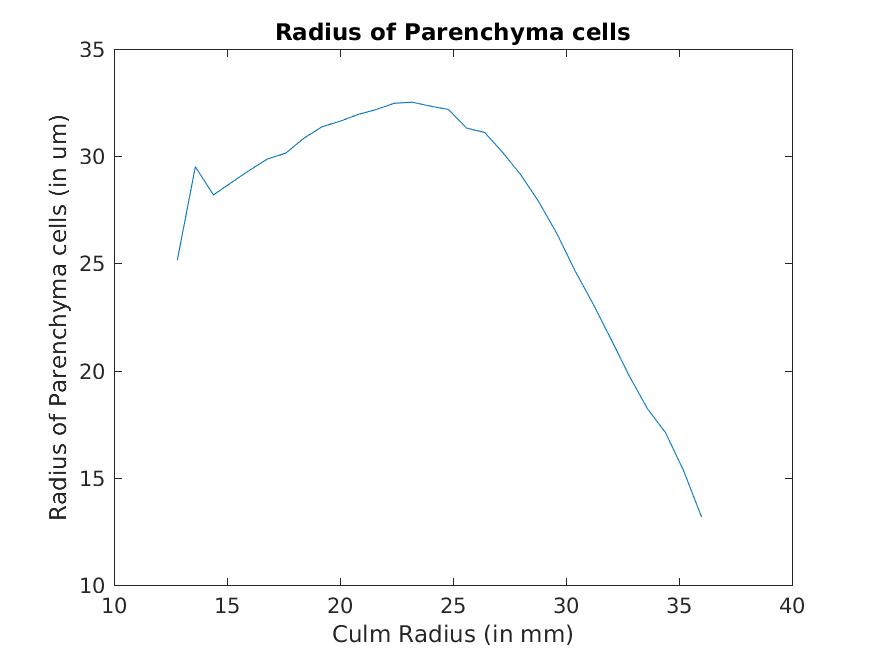 Radius of Parenchyma cells
Radius of Parenchyma cells (in um)
35
30
25
20
15
10
10 15 20 25 30 35 40
Culm Radius (in mm)